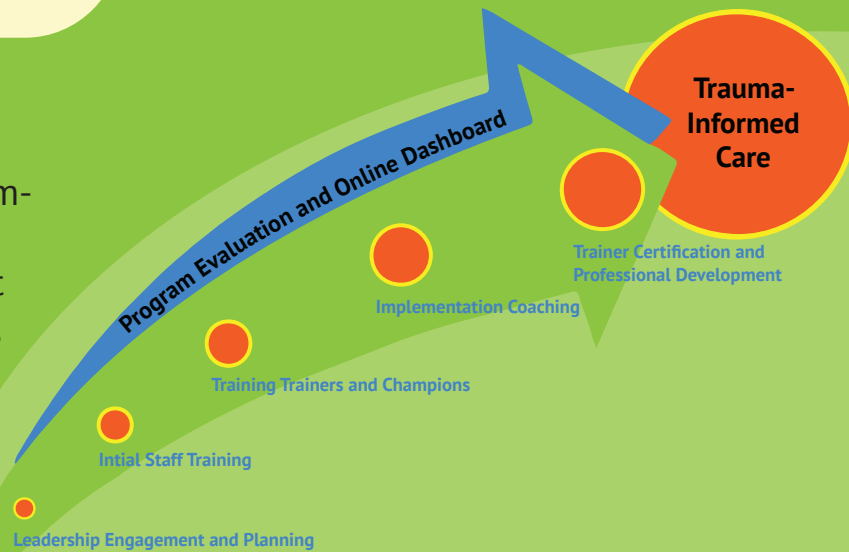 m-
t
Program Evaluation and Online Dashboard
Trauma-
Informed
Care
Trainer Certification and
Professional Development
Implementation Coaching
Training Trainers and Champions
Intial Staff Training
Leadership Engagement and Planning